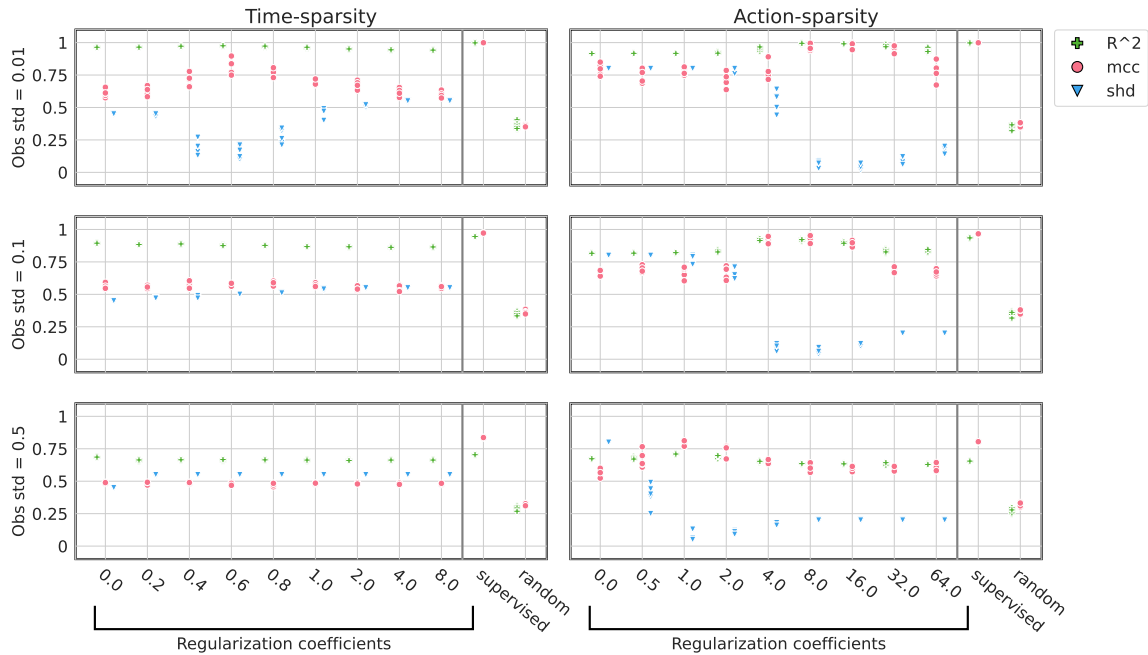 Time-sparsity
Action-sparsity
R^2
mcc
shd
Obs std = 0.01
1
0.75
0.5
0.25
0
Obs std = 0.1
1
0.75
0.5
0.25
0
Obs std = 0.5
1
0.75
0.5
0.25
0
0.0 0.2 0.4 0.6 0.8 1.0 2.0 4.0 8.0 supervised random
0.0 0.5 1.0 2.0 4.0 8.0 16.0 32.0 64.0 supervised random
Regularization coefficients
Regularization coefficients